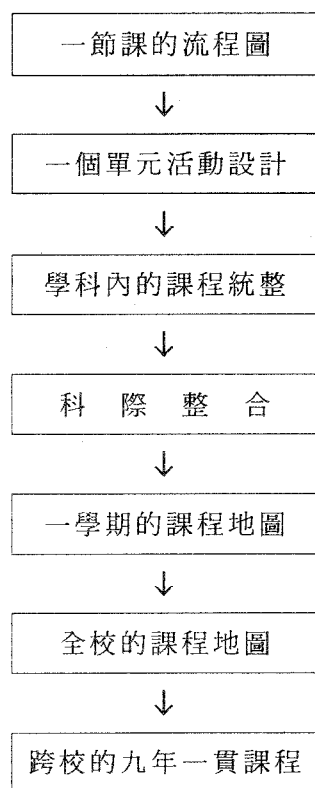 一節課的流程圖
一個單元活動設計
學科內的課程統整
科際整合
一學期的課程地圖
全校的課程地圖
跨校的九年一貫課程